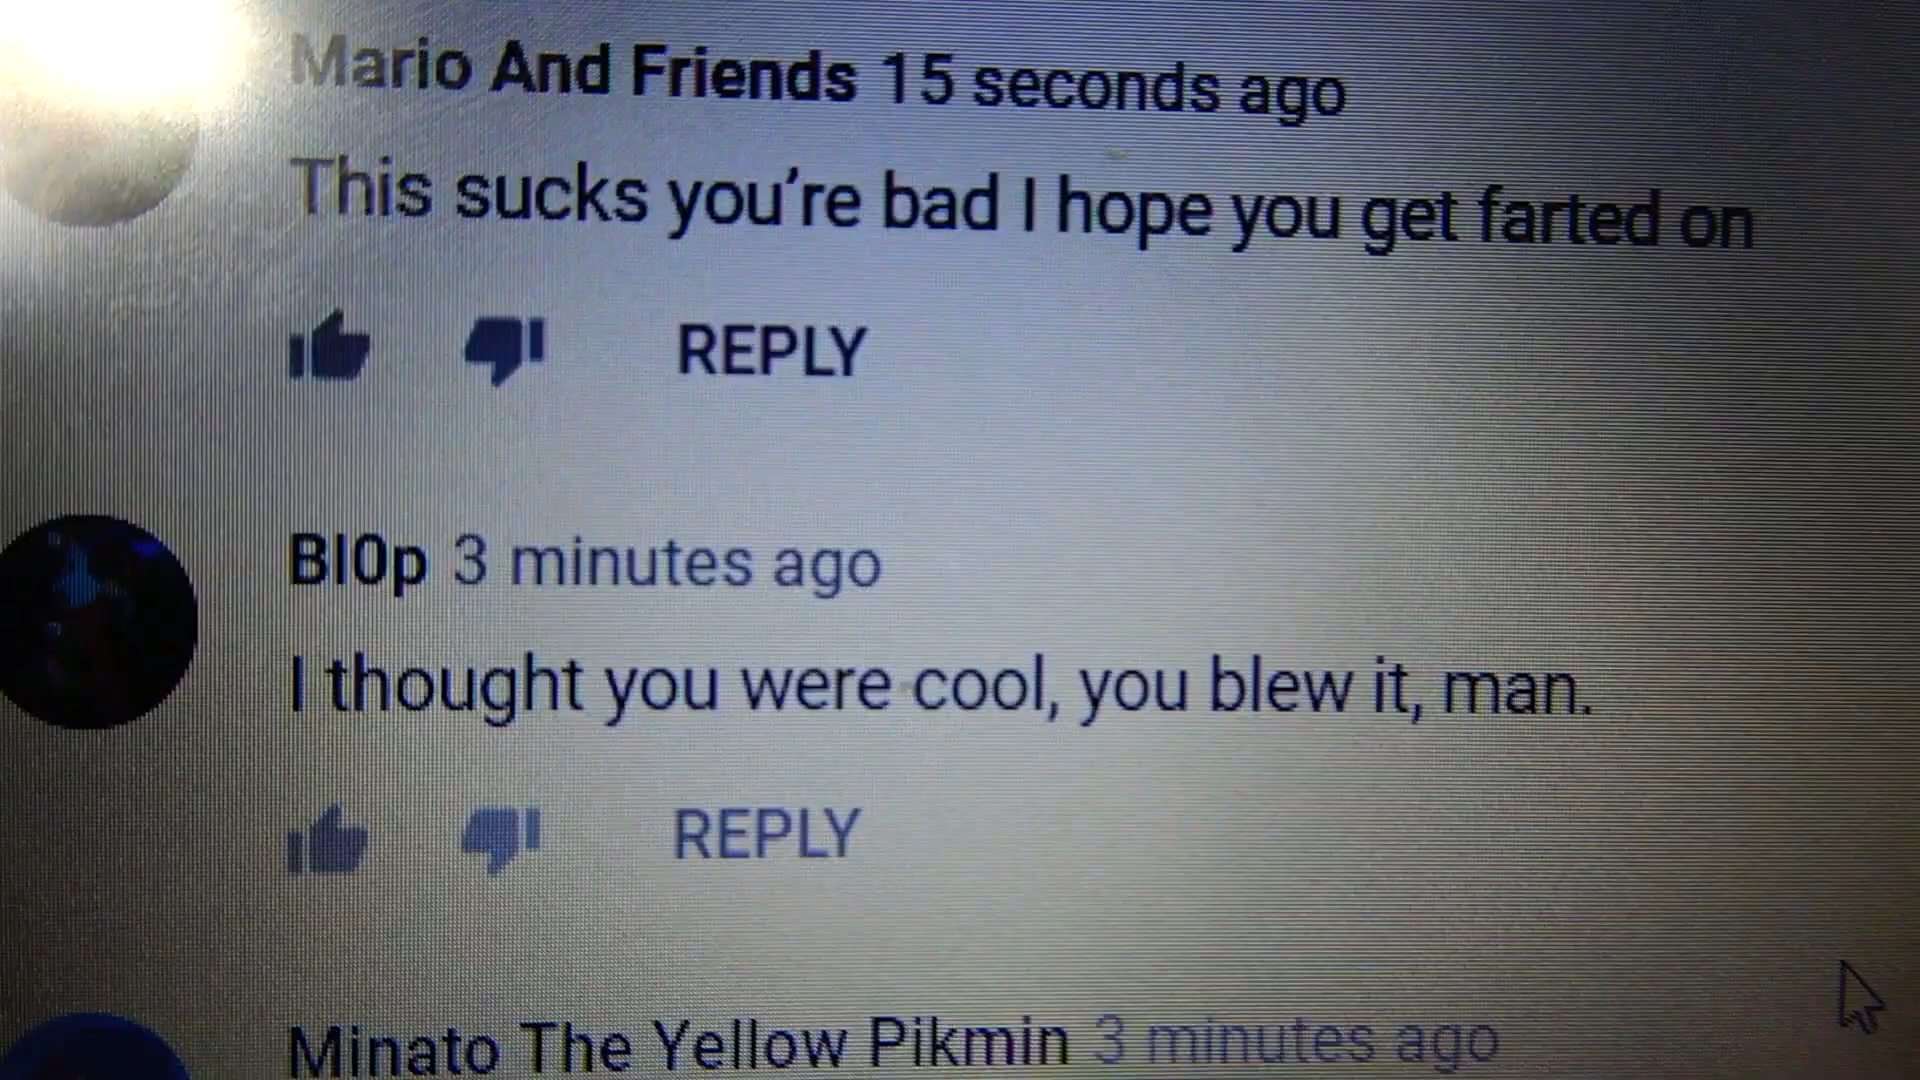 Mario And Friends 15 seconds ago
This sucks you're bad I hope you get farted on
REPLY
Bl0p 3 minutes ago
I thought you were cool, you blew it, man.
REPLY
Minato The Yellow Pikmin 3 minutes ago